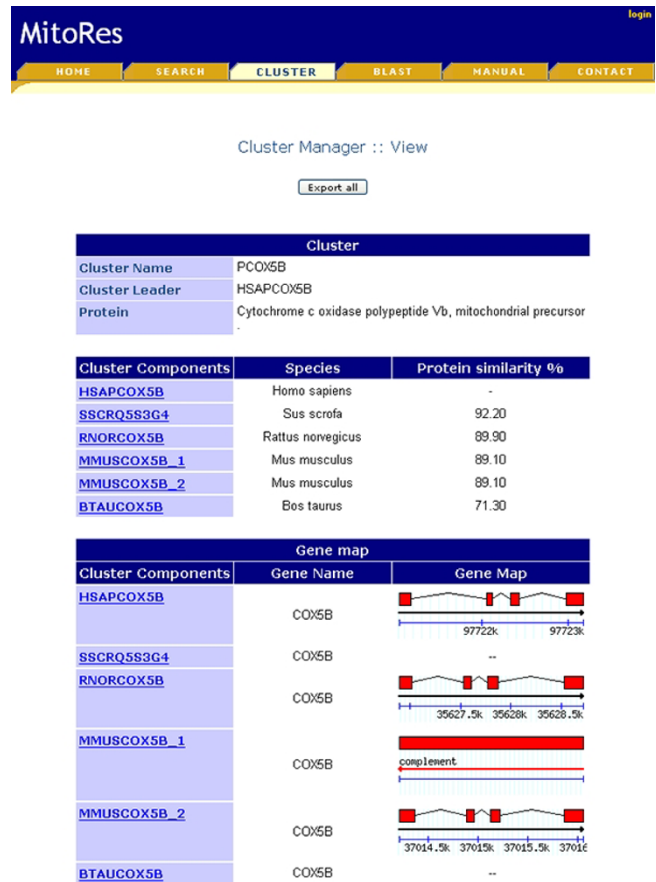 login
MitoRes
HOME SEARCH CLUSTER BLAST MANUAL CONTACT
Cluster Manager :: View
Export all
Cluster
Cluster Name PCOX5B
Cluster Leader HSAPCOX5B
Protein Cytochrome c oxidase polypeptide Vb, mitochondrial precursor
.
Cluster Components Species Protein similarity %
HSAPCOX5B Homo sapiens -
SSCRQ5S3G4 Sus scrofa 92.20
RNORCOX5B Rattus norvegicus 89.90
MMUSCOX5B_1 Mus musculus 89.10
MMUSCOX5B_2 Mus musculus 89.10
BTAUCOX5B Bos taurus 71.30
Gene map
Cluster Components Gene Name Gene Map
HSAPCOX5B
COX5B
97722k 97723k
SSCRQ5S3G4 COX5B --
RNORCOX5B
COX5B
35627.5k 35628k 35628.5k
MMUSCOX5B_1
COX5B
complement
MMUSCOX5B_2
COX5B
37014.5k 37015k 37015.5k 37016
BTAUCOX5B COX5B --